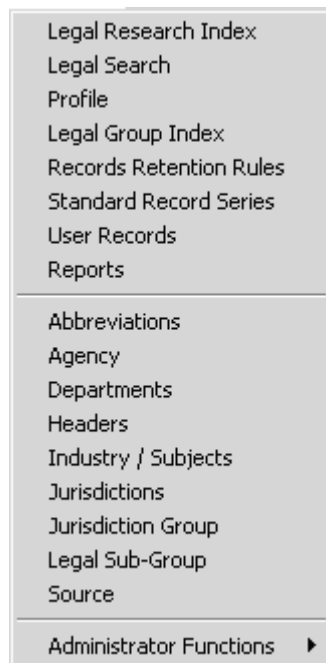 Legal Research Index
Legal Search
Profile
Legal Group Index
Records Retention Rules
Standard Record Series
User Records
Reports
Abbreviations
Agency
Departments
Headers
Industry / Subjects
Jurisdictions
Jurisdiction Group
Legal Sub-Group
Source
Administrator Functions